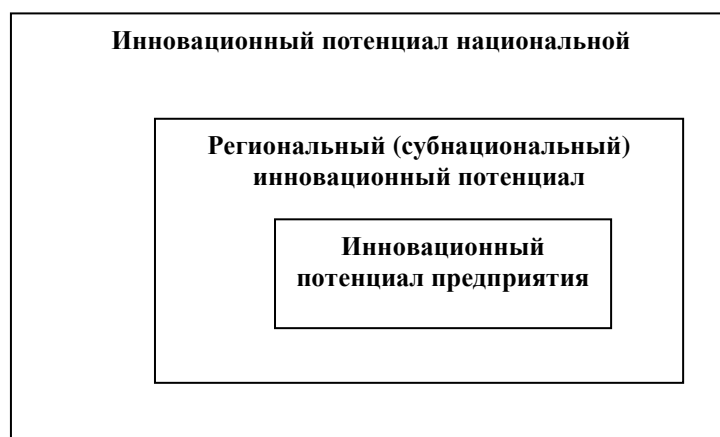 Инновационный потенциал национальной
Региональный (субнациональный)
инновационный потенциал
Инновационный
потенциал предприятия